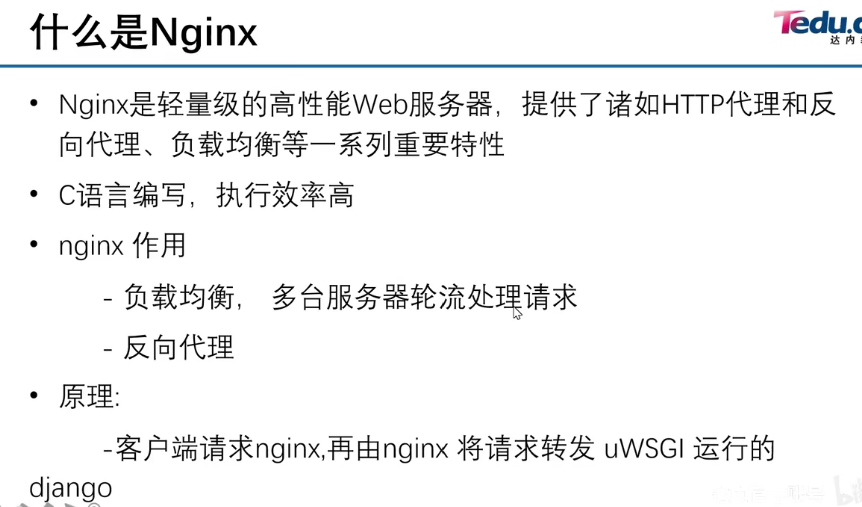 什么是Nginx
Tedu.c
达内
• Nginx是轻量级的高性能Web服务器，提供了诸如HTTP代理和反
向代理、负载均衡等一系列重要特性
• C语言编写，执行效率高
• nginx 作用
- 负载均衡， 多台服务器轮流处理请求
- 反向代理
• 原理:
-客户端请求nginx,再由nginx 将请求转发 uWSGI 运行的
django